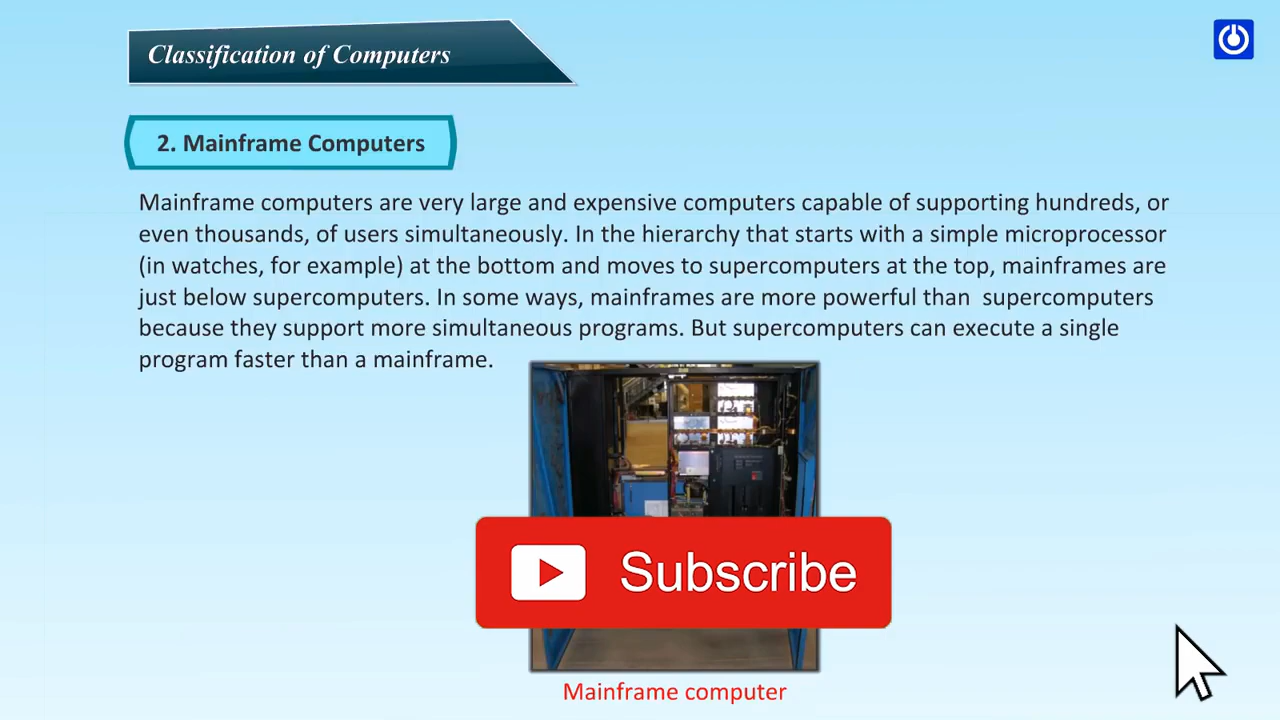 Classification of Computers
2. Mainframe Computers
Mainframe computers are very large and expensive computers capable of supporting hundreds, or
even thousands, of users simultaneously. In the hierarchy that starts with a simple microprocessor
(in watches, for example) at the bottom and moves to supercomputers at the top, mainframes are
just below supercomputers. In some ways, mainframes are more powerful than  supercomputers
because they support more simultaneous programs. But supercomputers can execute a single
program faster than a mainframe.
Subscribe
Mainframe computer